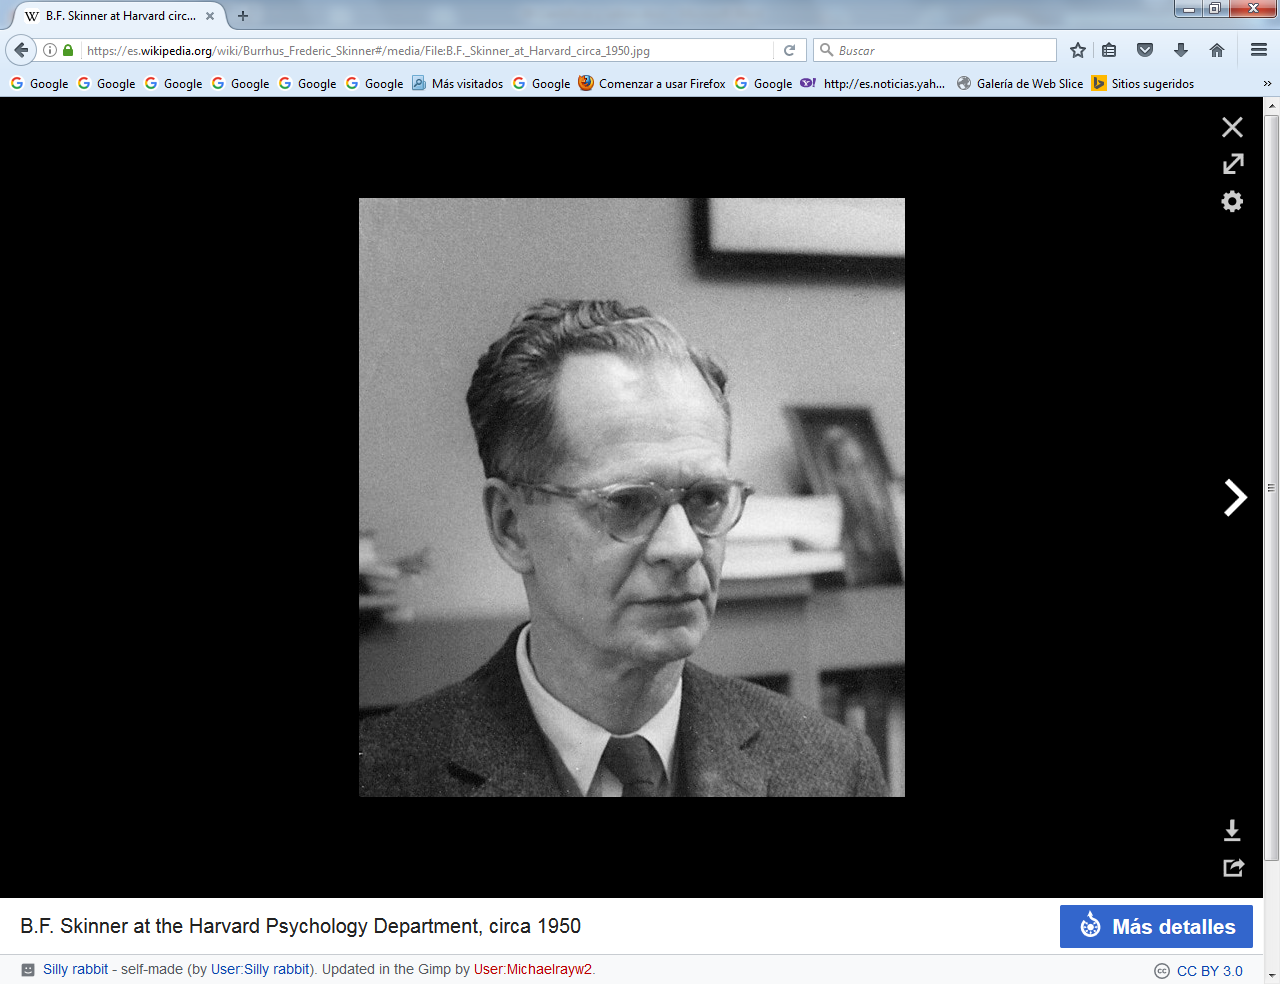 B.F. Skinner at Harvard circ...
https://es.wikipedia.org/wiki/Burrhus_Frederic_Skinner#/media/File:B.F._Skinner_at_Harvard_circa_1950.jpg
Buscar
Google Google Google Google Google Google Más visitados Google Comenzar a usar Firefox Google http://es.noticias.yah... Galería de Web Slice Sitios sugeridos
B.F. Skinner at the Harvard Psychology Department, circa 1950
Más detalles
Silly rabbit - self-made (by User:Silly rabbit). Updated in the Gimp by User:Michaelrayw2.
CC BY 3.0